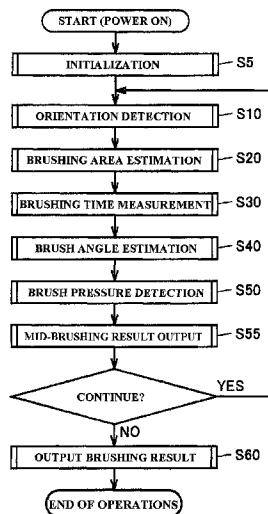 START (POWER ON)
INITIALIZATION S5
ORIENTATION DETECTION S10
BRUSHING AREA ESTIMATION S20
BRUSHING TIME MEASUREMENT S30
BRUSH ANGLE ESTIMATION S40
BRUSH PRESSURE DETECTION S50
MID-BRUSHING RESULT OUTPUT S55
CONTINUE? YES
NO
OUTPUT BRUSHING RESULT S60
END OF OPERATIONS